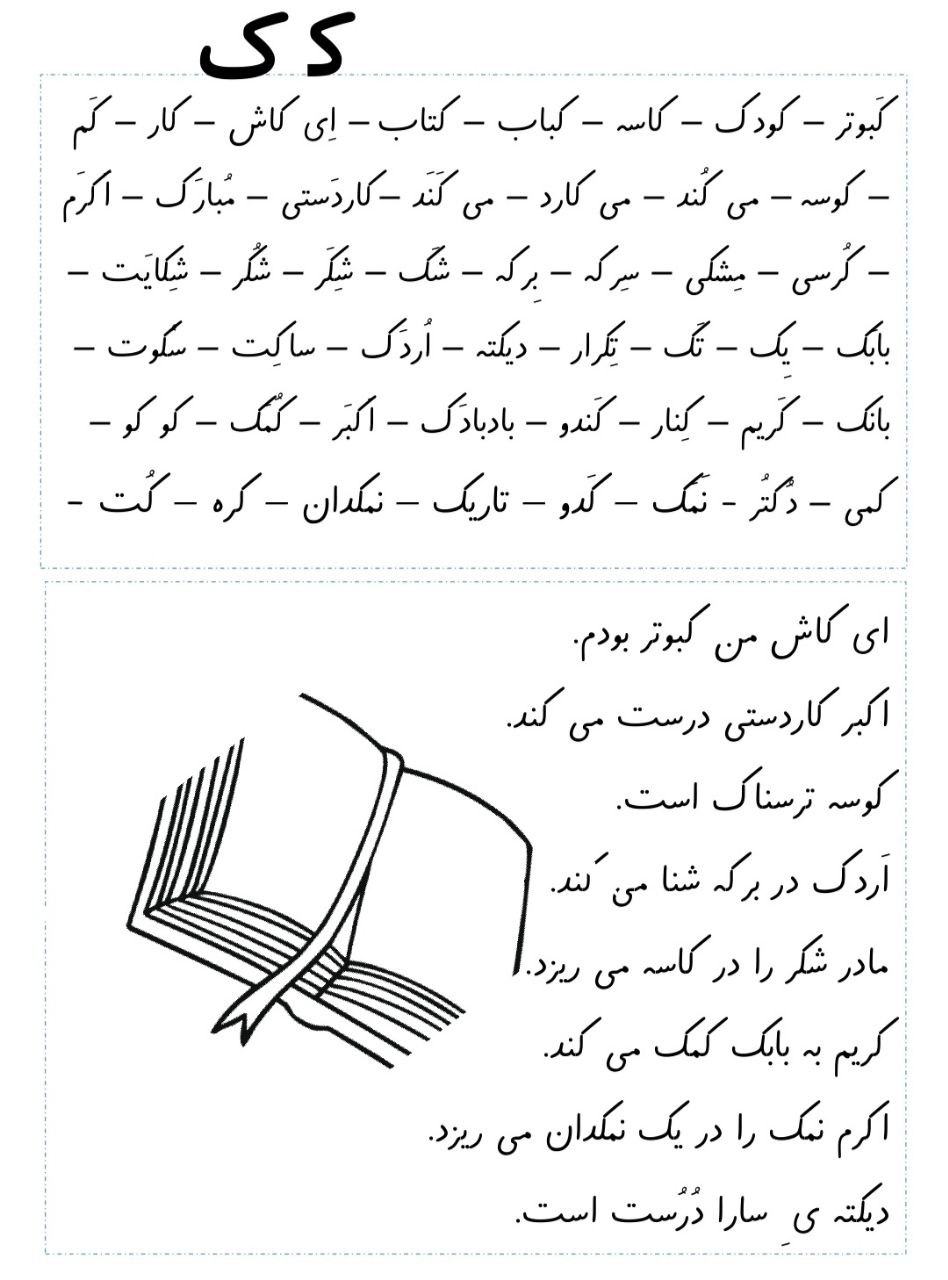 کـ ک
کَبوتر – کودک – کاسه – کباب – کتاب – اِی کاش – کار – کَم
– کوسه – می کُند – می کارد – می کَنَد – کاردَستی – مُبارَک – اکرَم
– کُرسی – مِشکی – سِرکه – بِرکه – شَک – شِکَر – شُکُر – شِکایَت –
بابَک – یِک – تَک – تِکرار – دیکته – اُردَک – ساکِت – سُکوت –
بانک – کَریم – کِنار – کَندو – بادبادَک – اکبَر – کُمَک – کو کو –
کمی – دُکتُر - نَمَک – کَدو – تاریک – نمکدان – کره – کُت -
ای کاش من کبوتر بودم.
اکبر کاردستی درست می کند.
کوسه ترسناک است.
اَردک در برکه شنا می کند.
مادر شکر را در کاسه می ریزد.
کریم به بابک کمک می کند.
اکرم نمک را در یک نمکدان می ریزد.
دیکته یِ سارا دُرُست است.